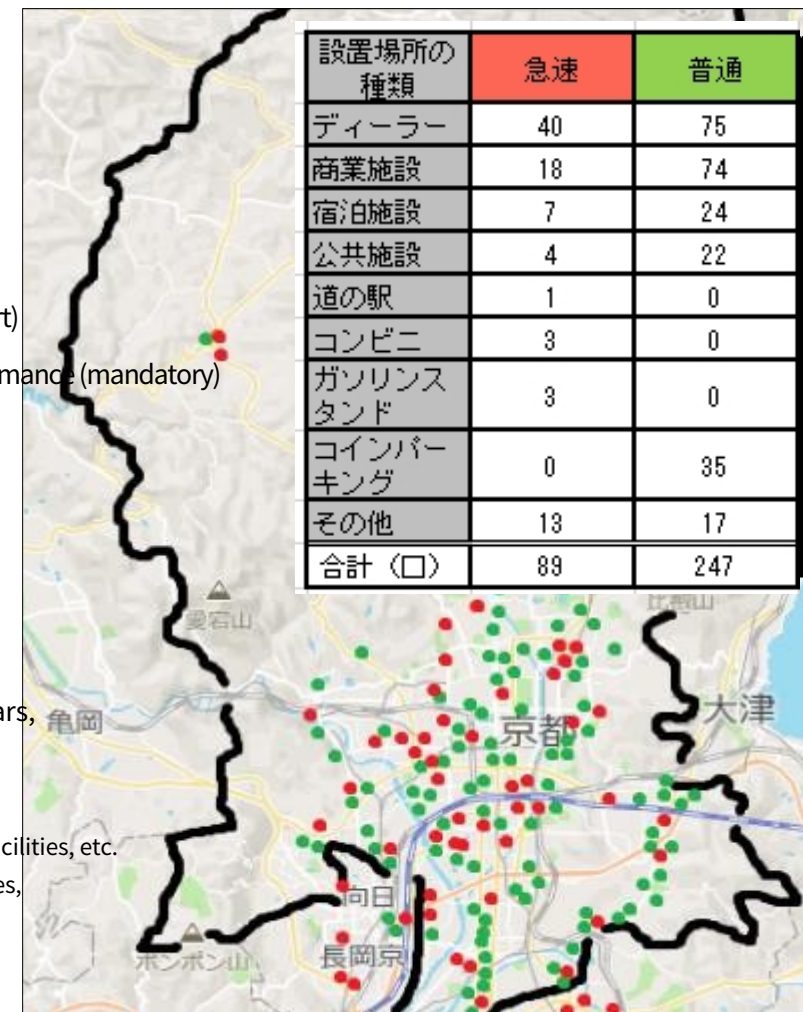 設置場所の
種類
急速
普通
ディーラー
40
75
商業施設
18
74
宿泊施設
7
24
公共施設
4
22
道の駅
1
0
コンビニ
3
0
ガソリンス
タンド
3
0
コインパー
キング
0
35
その他
13
17
合計（口）
89
247
rt)
mance (mandatory)
愛宕山
比叡山
ars,
亀岡
京都
大津
cilities, etc.
es,
向日
ポンポン山
長岡京